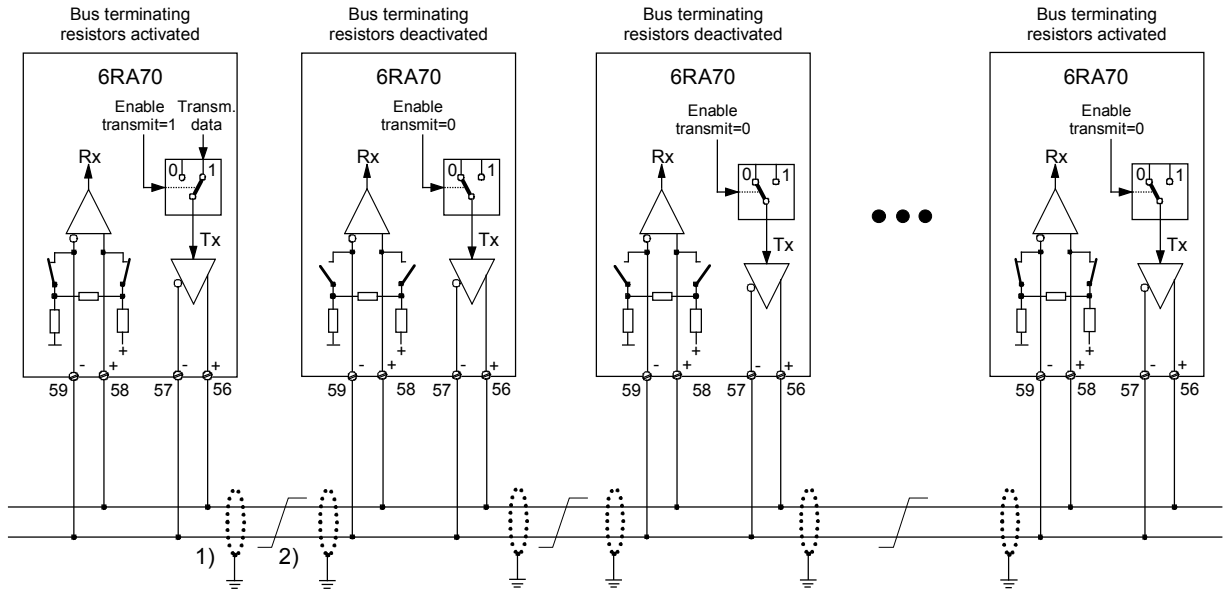 Bus terminating
resistors activated
6RA70
Enable
transmit=1
Transm.
data
Rx
0
1
Tx
-
+
-
+
+
59
58
57
56
Bus terminating
resistors deactivated
6RA70
Enable
transmit=0
Rx
0
1
Tx
+
-
+
-
+
59
58
57
56
Bus terminating
resistors deactivated
6RA70
Enable
transmit=0
Rx
0
1
Tx
+
-
+
-
+
59
58
57
56
Bus terminating
resistors activated
6RA70
Enable
transmit=0
Rx
0
1
Tx
+
-
+
-
+
59
58
57
56
1)
2)